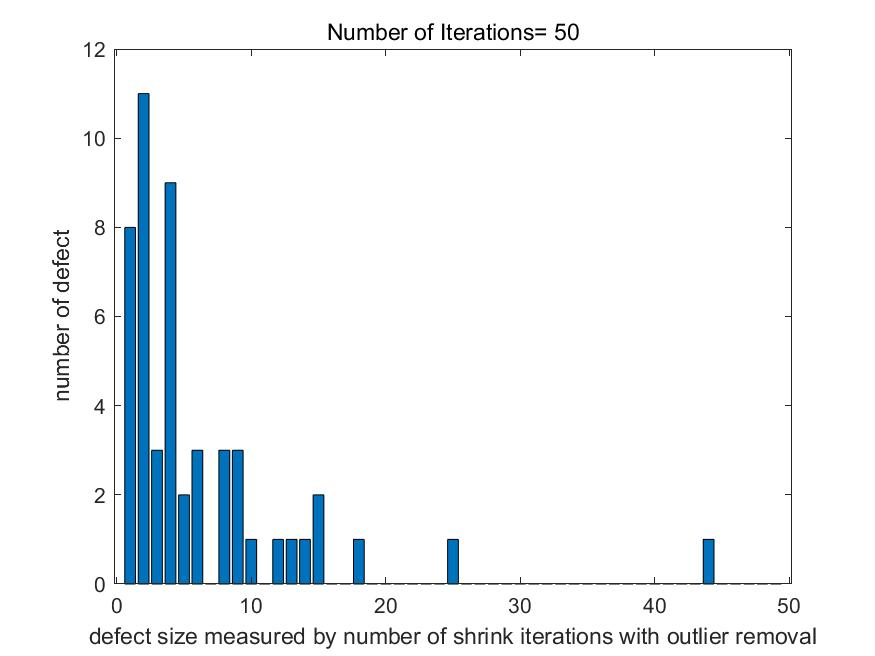 Number of Iterations= 50
12
10
8
6
4
2
0
number of defect
0 10 20 30 40 50
defect size measured by number of shrink iterations with outlier removal